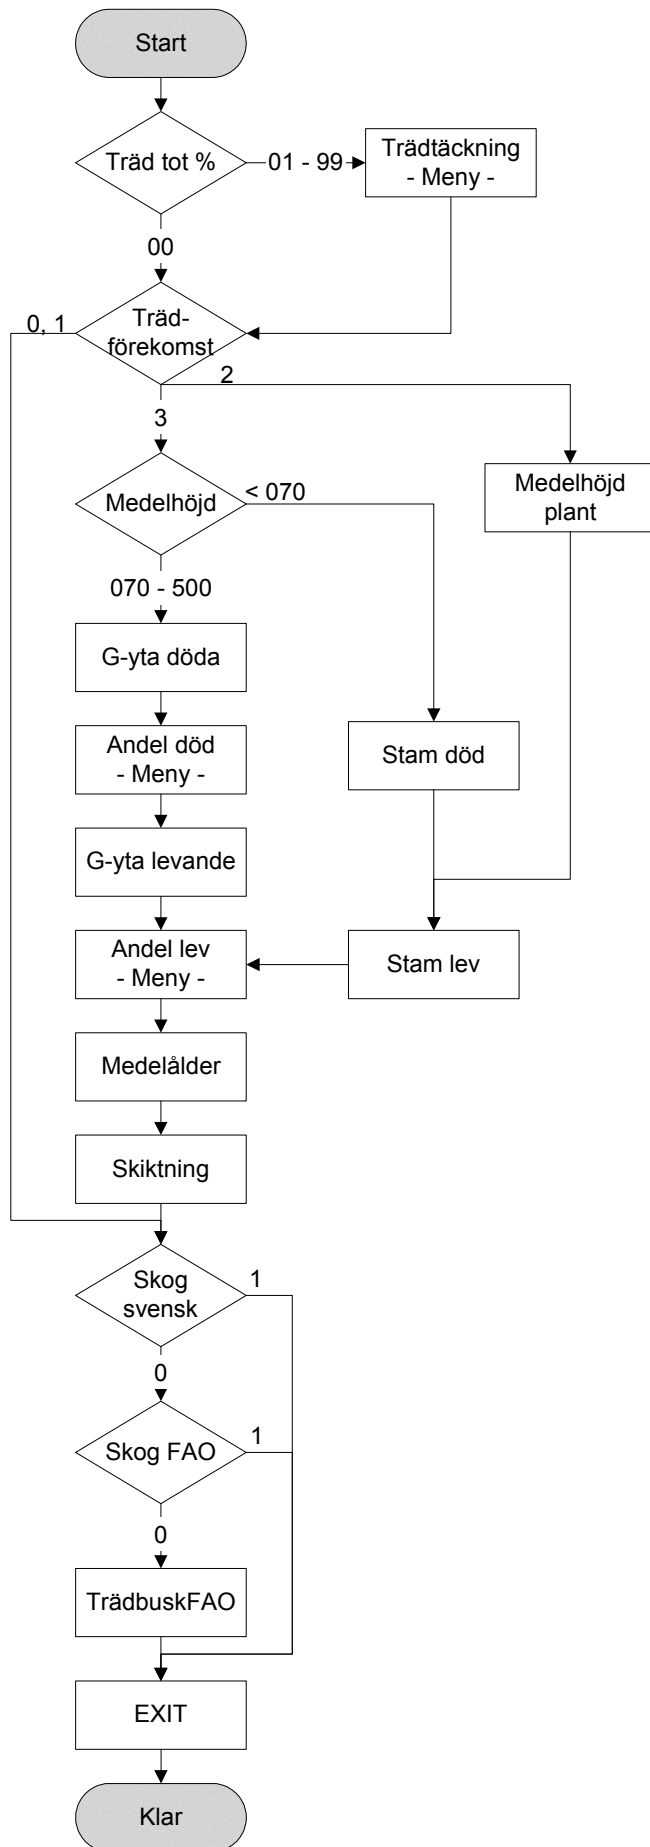 Start
Träd tot %
01 - 99
Trädtäckning
- Meny -
00
0, 1
Träd-
förekomst
2
3
Medelhöjd
< 070
Medelhöjd
plant
070 - 500
G-yta döda
Andel död
- Meny -
Stam död
G-yta levande
Andel lev
- Meny -
Stam lev
Medelålder
Skiktning
Skog
svensk
1
0
Skog FAO
1
0
TrädbuskFAO
EXIT
Klar